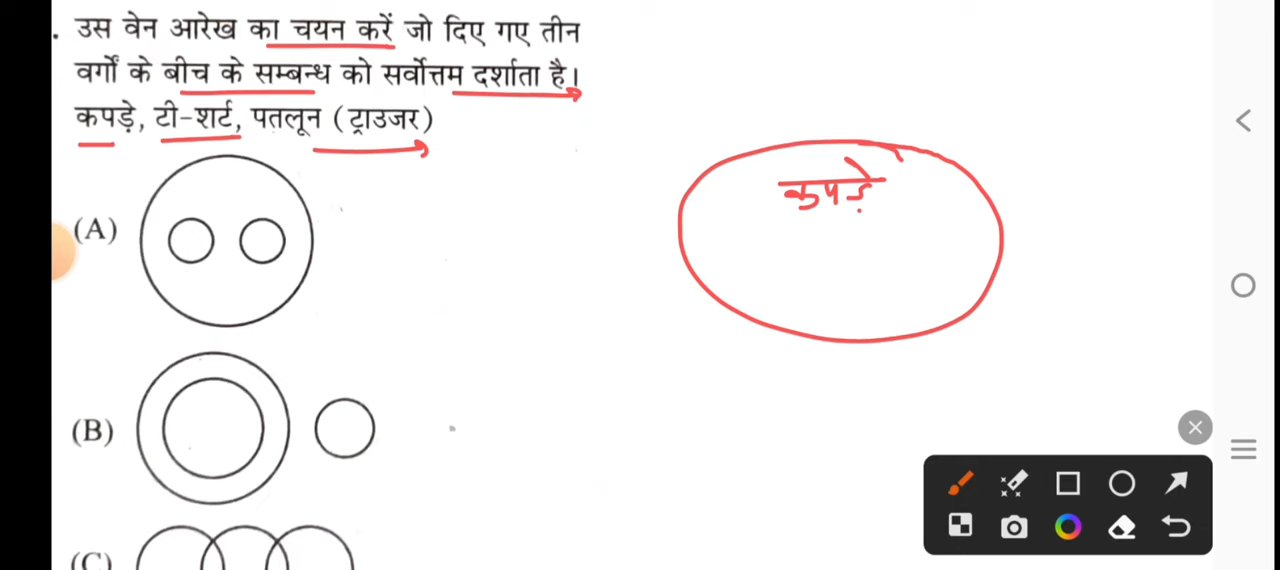 . उस वेन आरेख का चयन करें जो दिए गए तीन
वर्गों के बीच के सम्बन्ध को सर्वोत्तम दर्शाता है।
कपड़े, टी-शर्ट, पतलून (ट्राउजर)
कपड़े
(A)
(B)
(C)